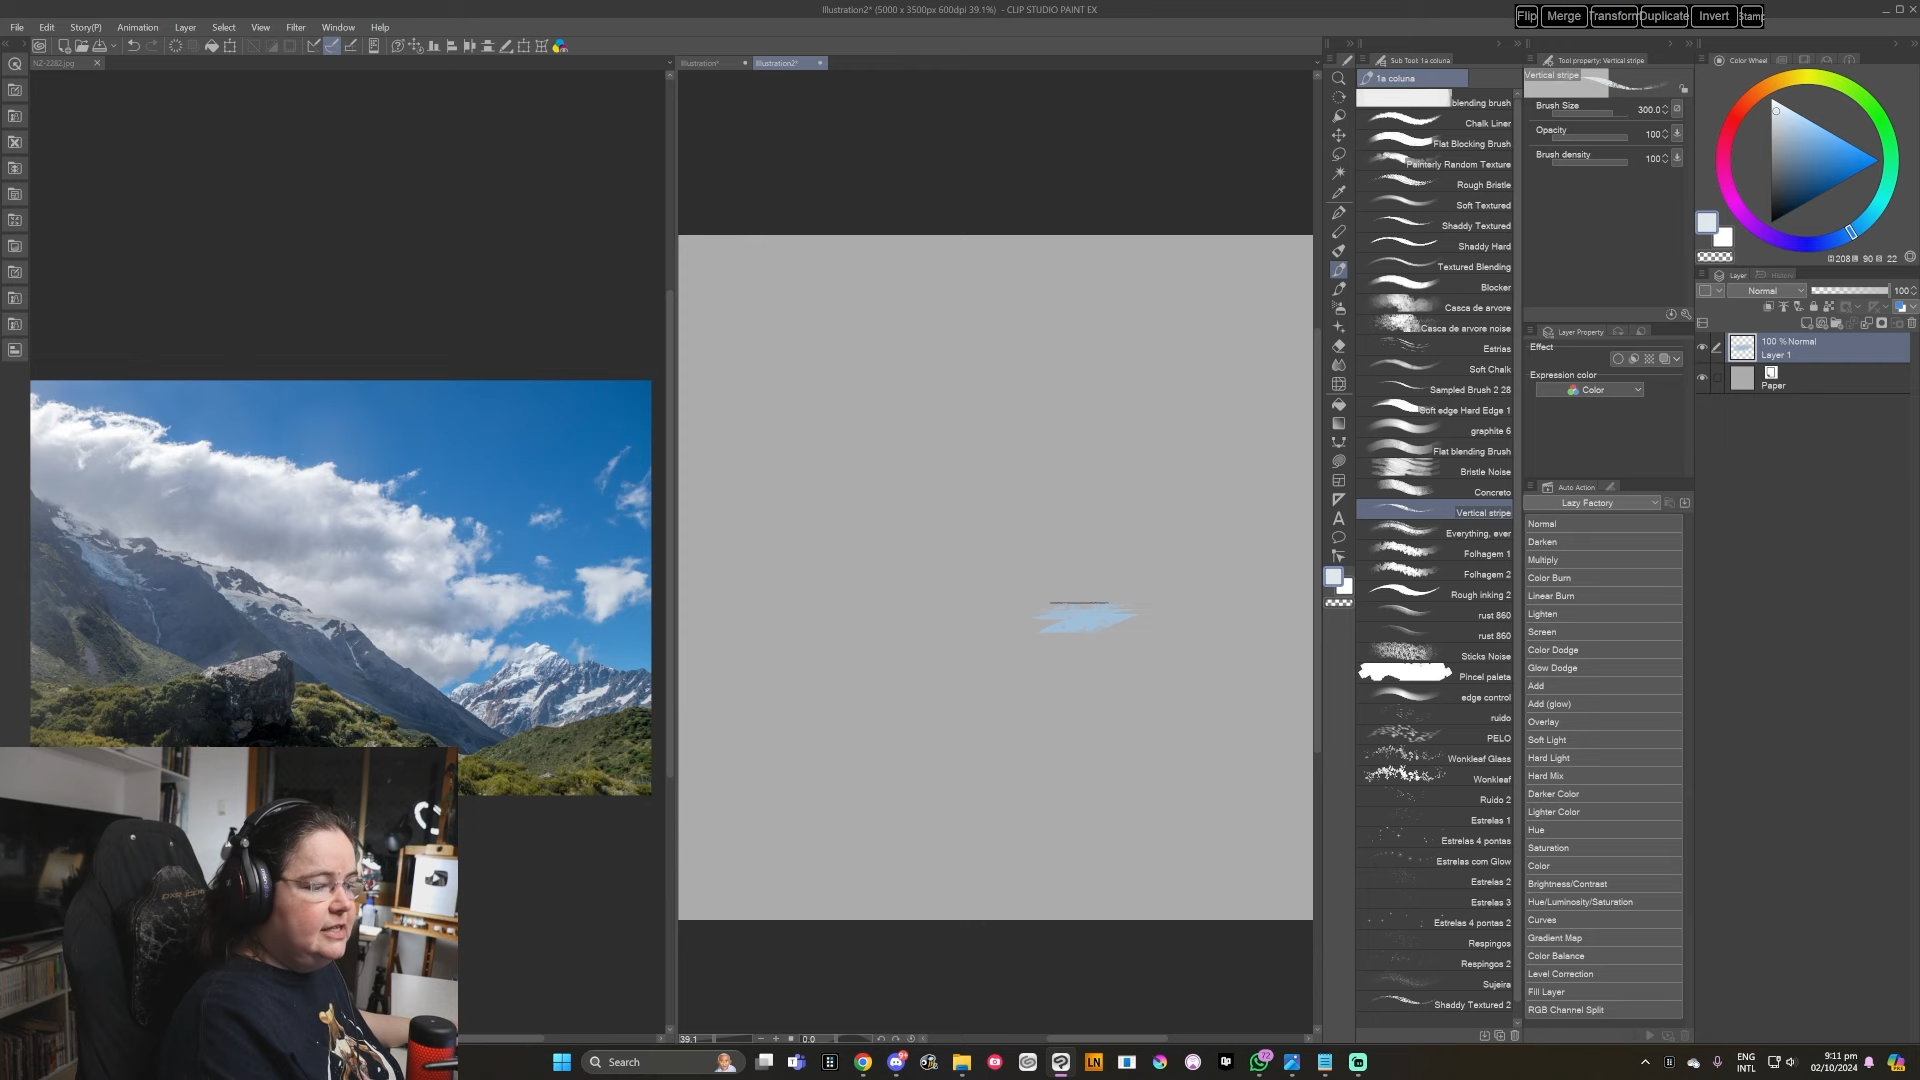 Illustration2* (5000 x 3500px 600dpi 39.1%) - CLIP STUDIO PAINT EX
Flip Merge Transform Duplicate Invert Stamp
File Edit Story(P) Animation Layer Select View Filter Window Help
NZ-2282.jpg
Illustration* Illustration2*
Sub Tool: 1a coluna
1a coluna
blending brush
Chalk Liner
Flat Blocking Brush
Painterly Random Texture
Rough Bristle
Soft Textured
Shaddy Textured
Shaddy Hard
Textured Blending
Blocker
Casca de arvore
Casca de arvore noise
Estrias
Soft Chalk
Sampled Brush 2 28
Soft edge Hard Edge 1
graphite 6
Flat blending Brush
Bristle Noise
Concreto
Vertical stripe
Everything, ever
Folhagem 1
Folhagem 2
Rough inking 2
rust 860
rust 860
Sticks Noise
Pincel paleta
edge control
ruido
PELO
Wonkleaf Glass
Wonkleaf
Ruido 2
Estrelas 1
Estrelas 4 pontas
Estrelas com Glow
Estrelas 2
Estrelas 3
Estrelas 4 pontas 2
Respingos
Respingos 2
Sujeira
Shaddy Textured 2
Tool property: Vertical stripe
Vertical stripe
Brush Size 300.0
Opacity 100
Brush density 100
Layer Property
Effect
Expression color
Color
Auto Action
Lazy Factory
Normal
Darken
Multiply
Color Burn
Linear Burn
Lighten
Screen
Color Dodge
Glow Dodge
Add
Add (glow)
Overlay
Soft Light
Hard Light
Hard Mix
Darker Color
Lighter Color
Hue
Saturation
Color
Brightness/Contrast
Hue/Luminosity/Saturation
Curves
Gradient Map
Color Balance
Level Correction
Fill Layer
RGB Channel Split
Color Wheel
208 90 22
Layer History
Normal 100
100 % Normal
Layer 1
Paper
39.1 0.0
Search
72
ENG
INTL
9:11 pm
02/10/2024